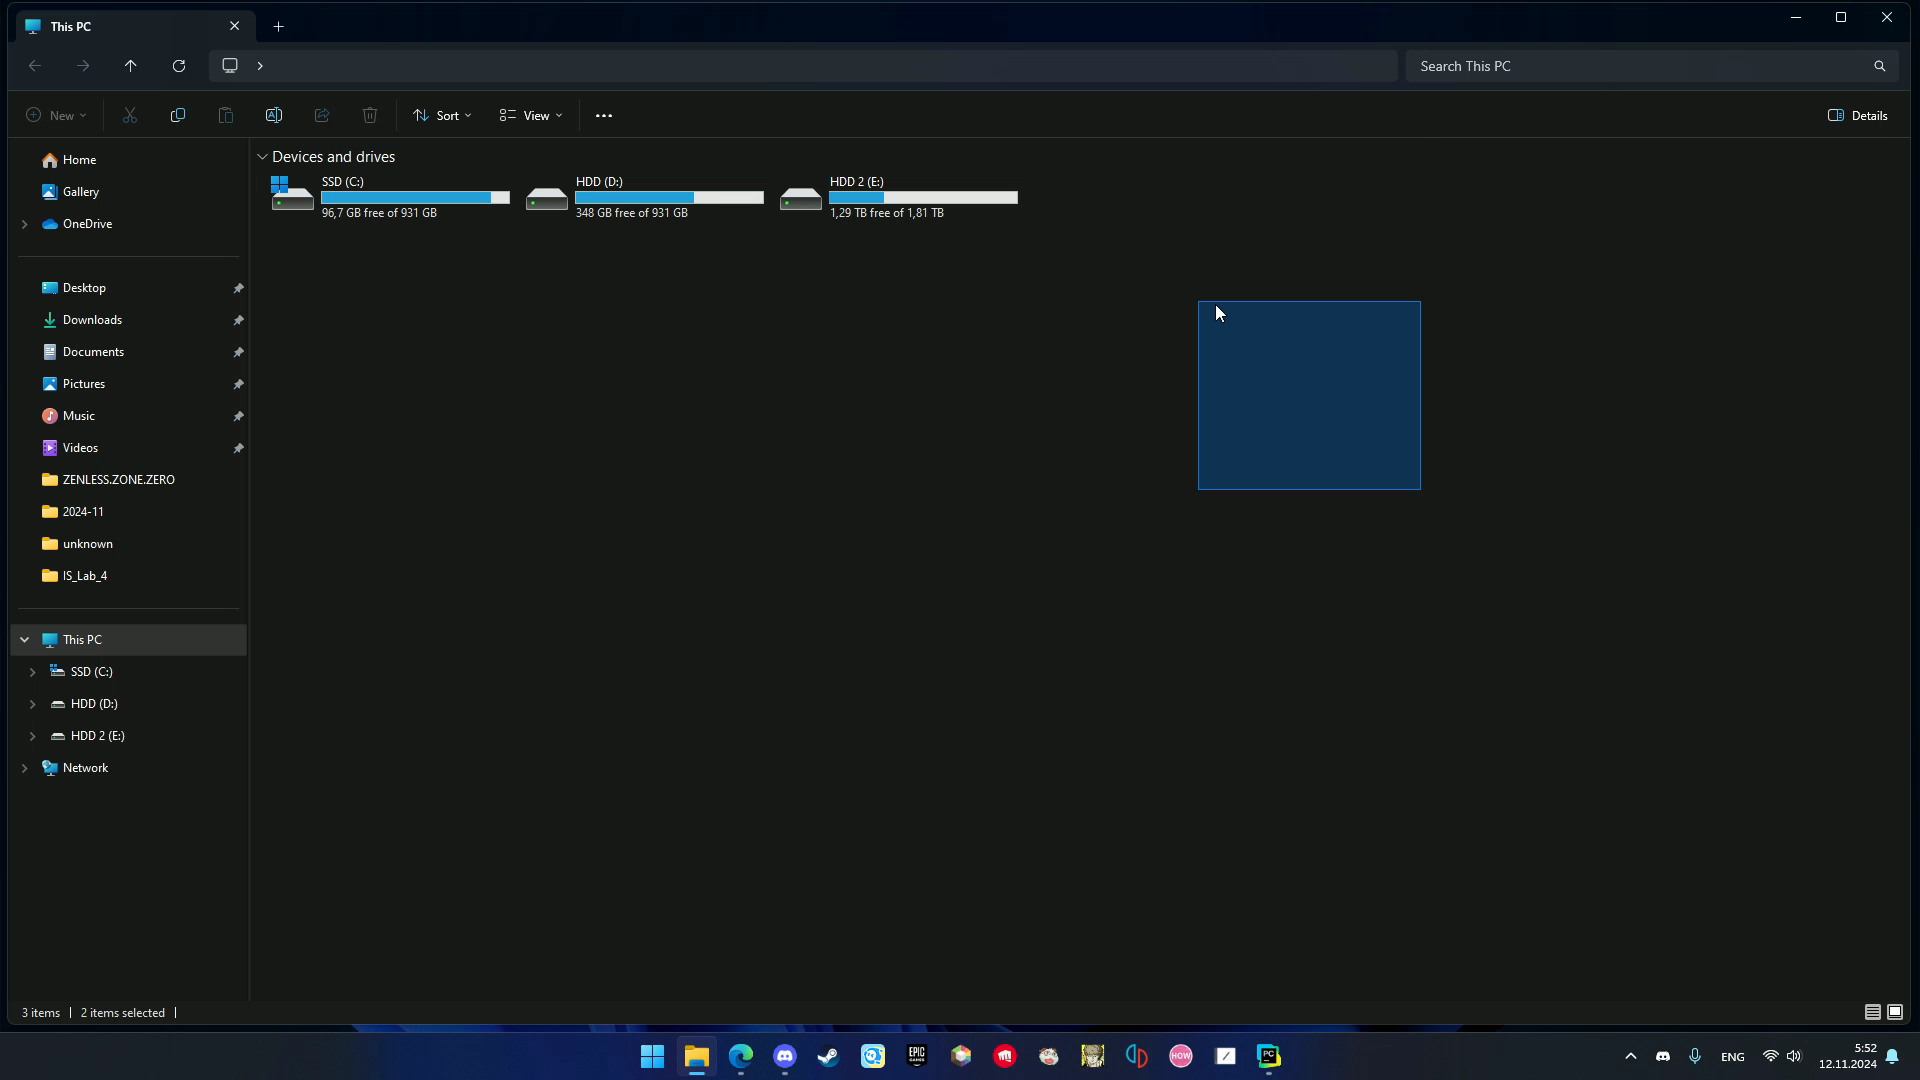 This PC
Search This PC
New
Sort
View
Details
Home
Gallery
OneDrive
Desktop
Downloads
Documents
Pictures
Music
Videos
ZENLESS.ZONE.ZERO
2024-11
unknown
IS_Lab_4
This PC
SSD (C:)
HDD (D:)
HDD 2 (E:)
Network
Devices and drives
SSD (C:)
96,7 GB free of 931 GB
HDD (D:)
348 GB free of 931 GB
HDD 2 (E:)
1,29 TB free of 1,81 TB
3 items
2 items selected
EPIC GAMES
HOW
PC
ENG
5:52
12.11.2024